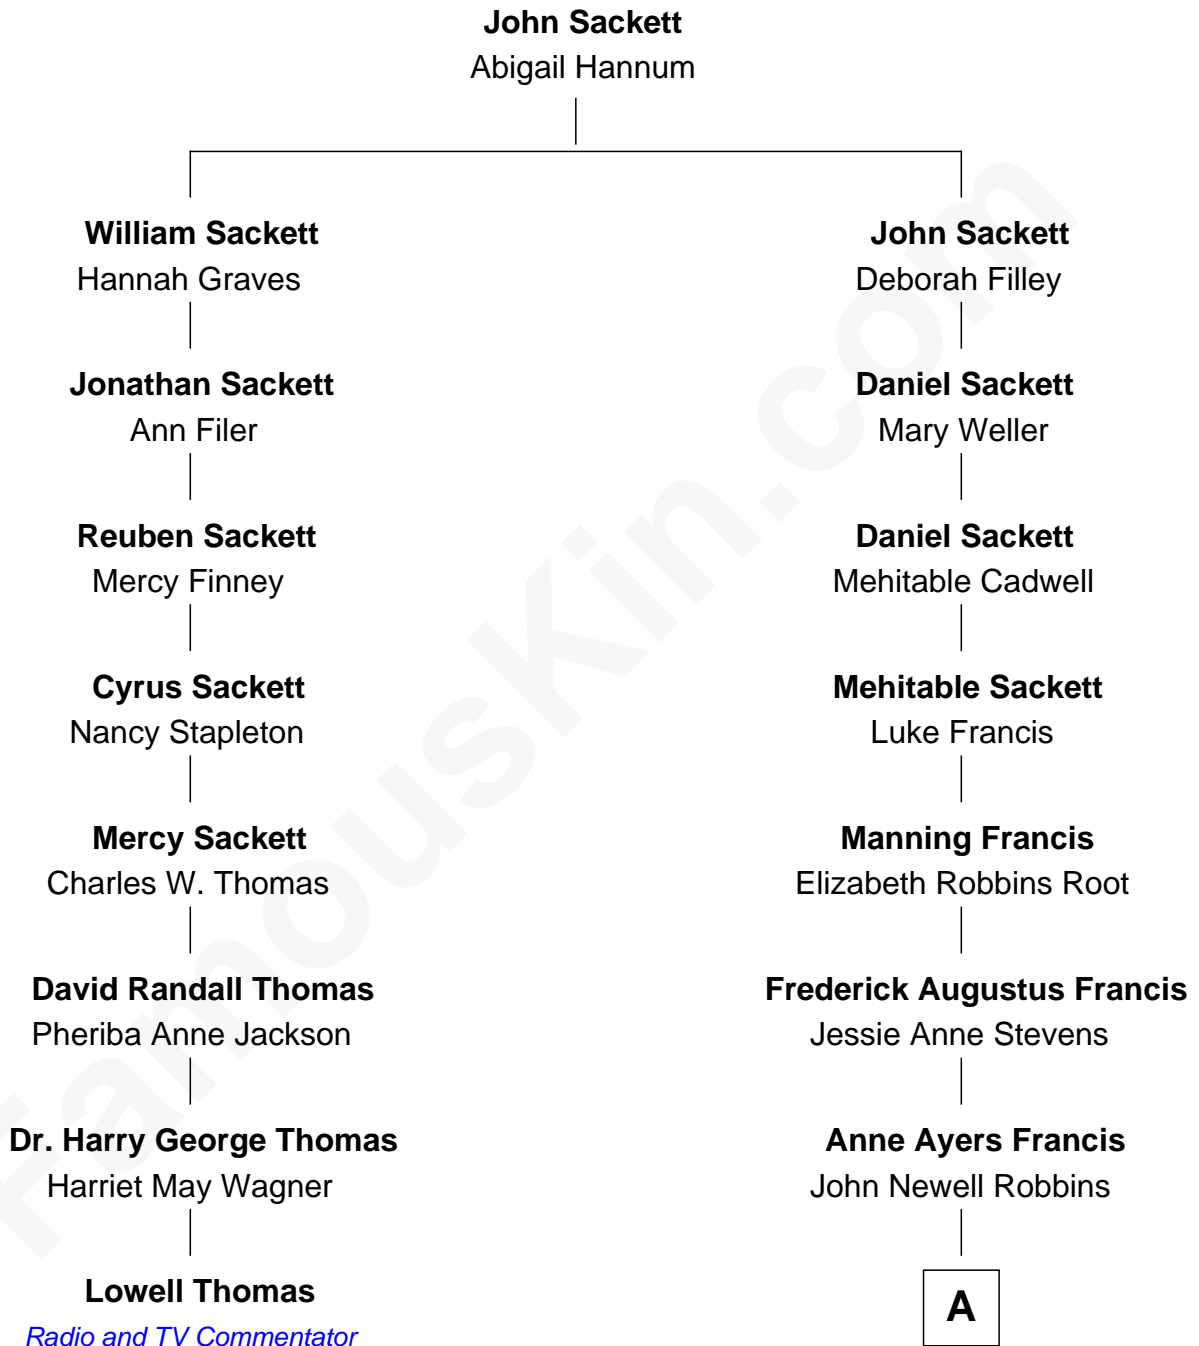 John Sackett
Abigail Hannum
William Sackett
Hannah Graves
Jonathan Sackett
Ann Filer
Reuben Sackett
Mercy Finney
Cyrus Sackett
Nancy Stapleton
Mercy Sackett
Charles W. Thomas
David Randall Thomas
Pheriba Anne Jackson
Dr. Harry George Thomas
Harriet May Wagner
Lowell Thomas
Radio and TV Commentator
John Sackett
Deborah Filley
Daniel Sackett
Mary Weller
Daniel Sackett
Mehitable Cadwell
Mehitable Sackett
Luke Francis
Manning Francis
Elizabeth Robbins Root
Frederick Augustus Francis
Jessie Anne Stevens
Anne Ayers Francis
John Newell Robbins
A
FamousKin.com